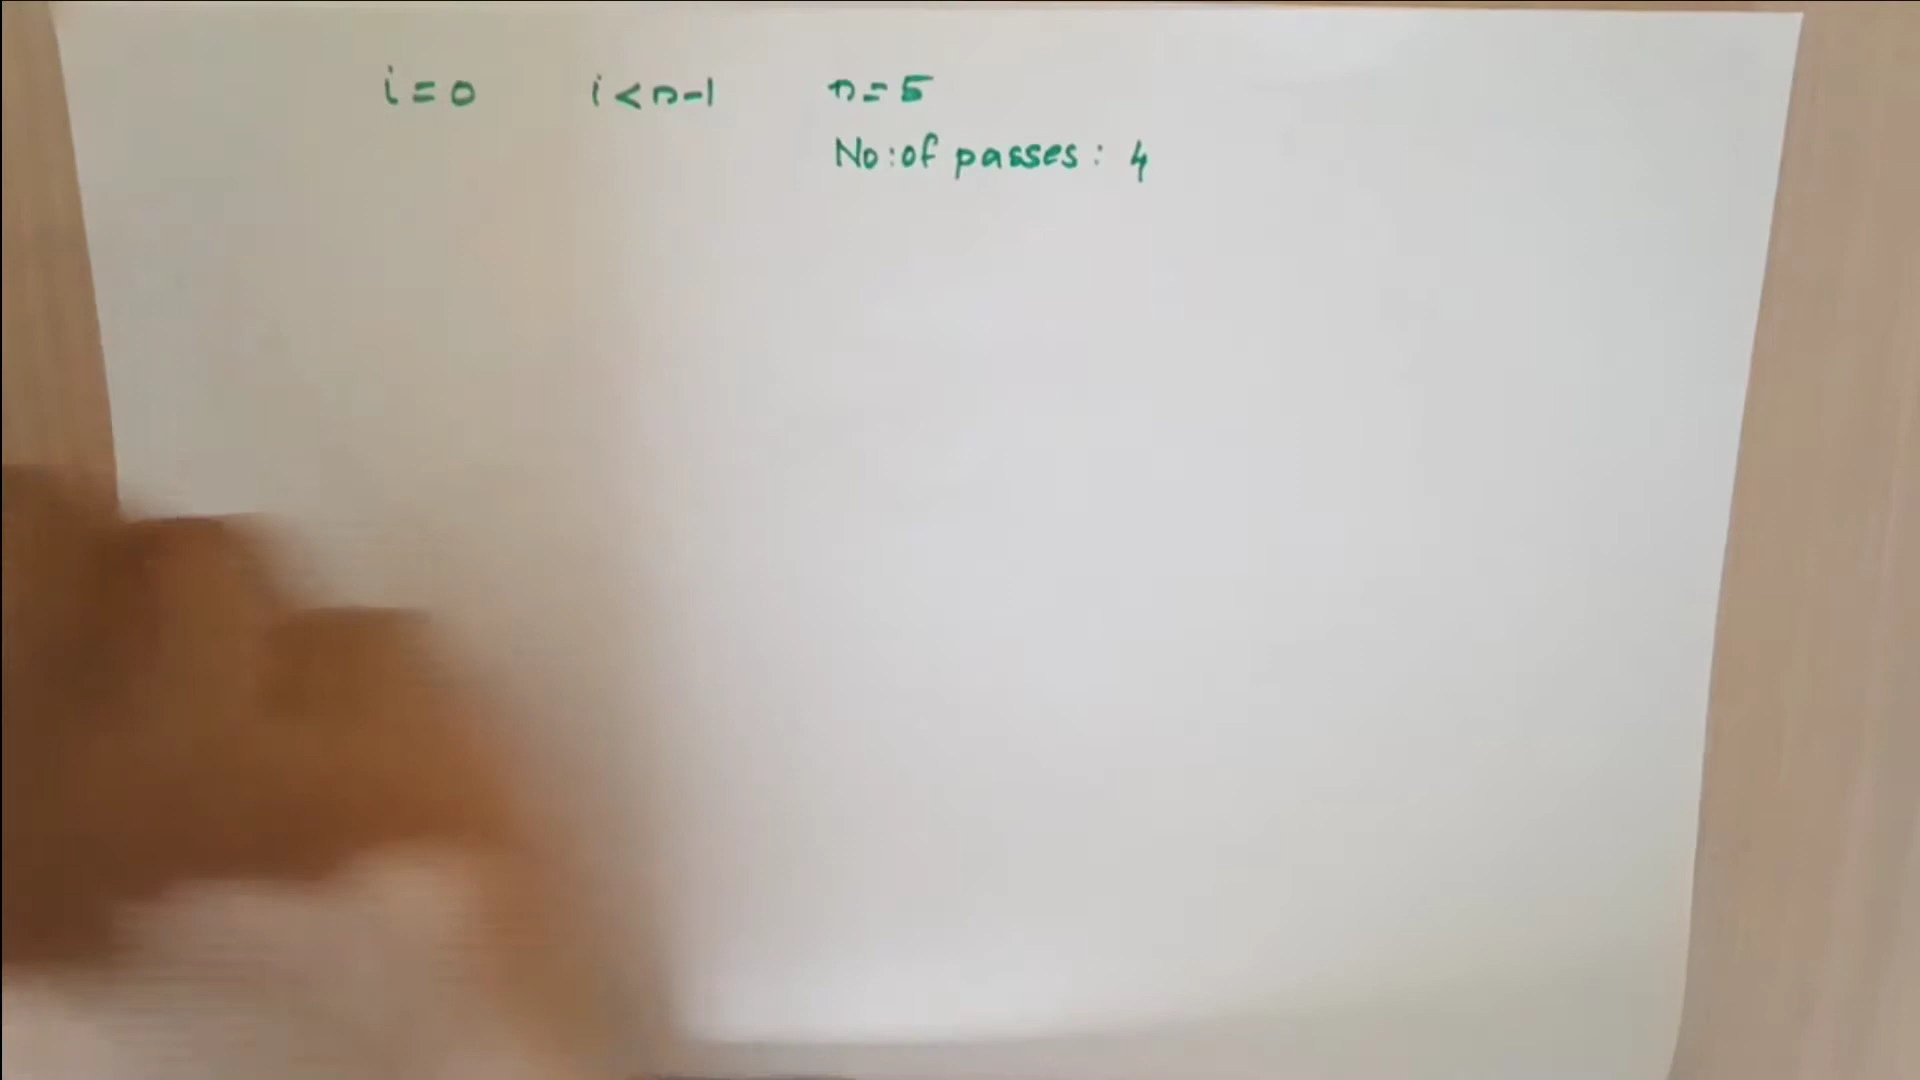 i = 0 i < n-1 n = 5
No: of passes: 4